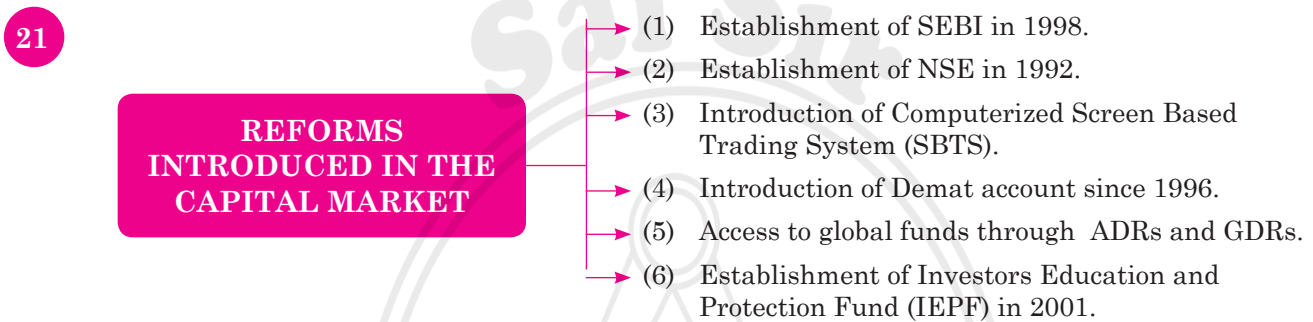 21
REFORMS
INTRODUCED IN THE
CAPITAL MARKET
(1) Establishment of SEBI in 1998.
(2) Establishment of NSE in 1992.
(3) Introduction of Computerized Screen Based
Trading System (SBTS).
(4) Introduction of Demat account since 1996.
(5) Access to global funds through ADRs and GDRs.
(6) Establishment of Investors Education and
Protection Fund (IEPF) in 2001.
Sai Sir